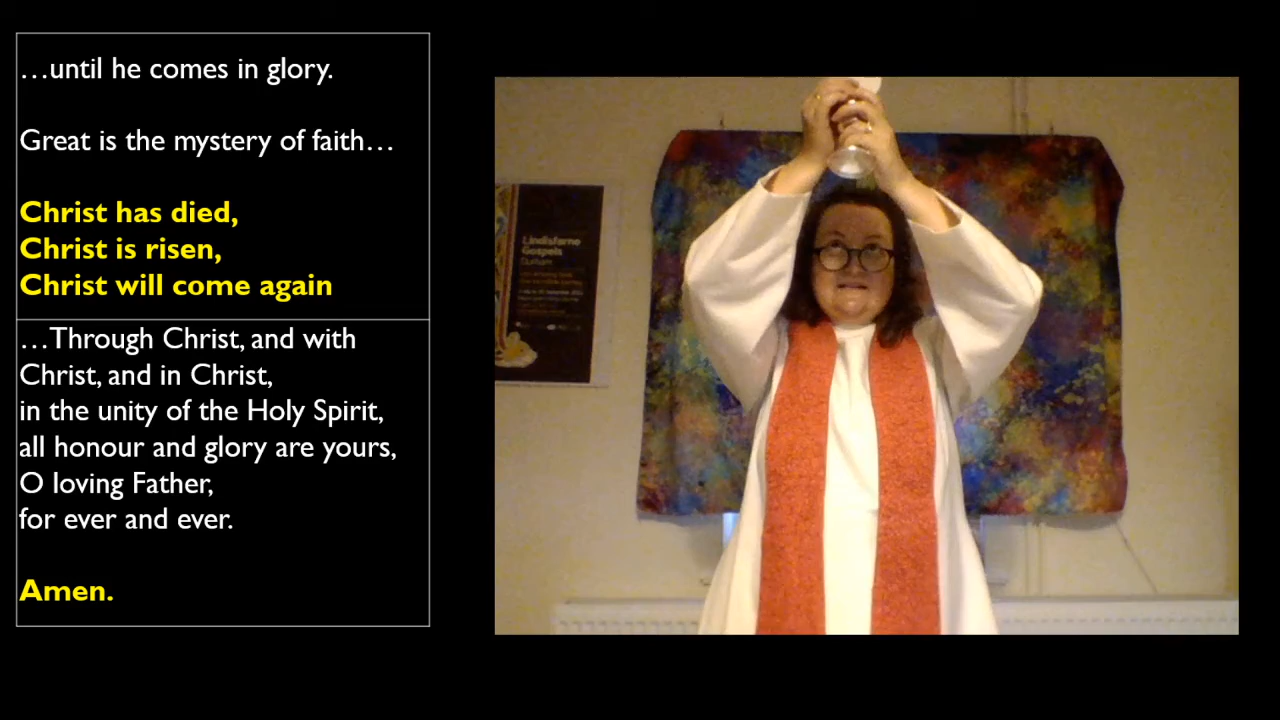 …until he comes in glory.
Great is the mystery of faith…
Christ has died,
Christ is risen,
Christ will come again
…Through Christ, and with
Christ, and in Christ,
in the unity of the Holy Spirit,
all honour and glory are yours,
O loving Father,
for ever and ever.
Amen.
Lindisfarne
Gospels
Durham